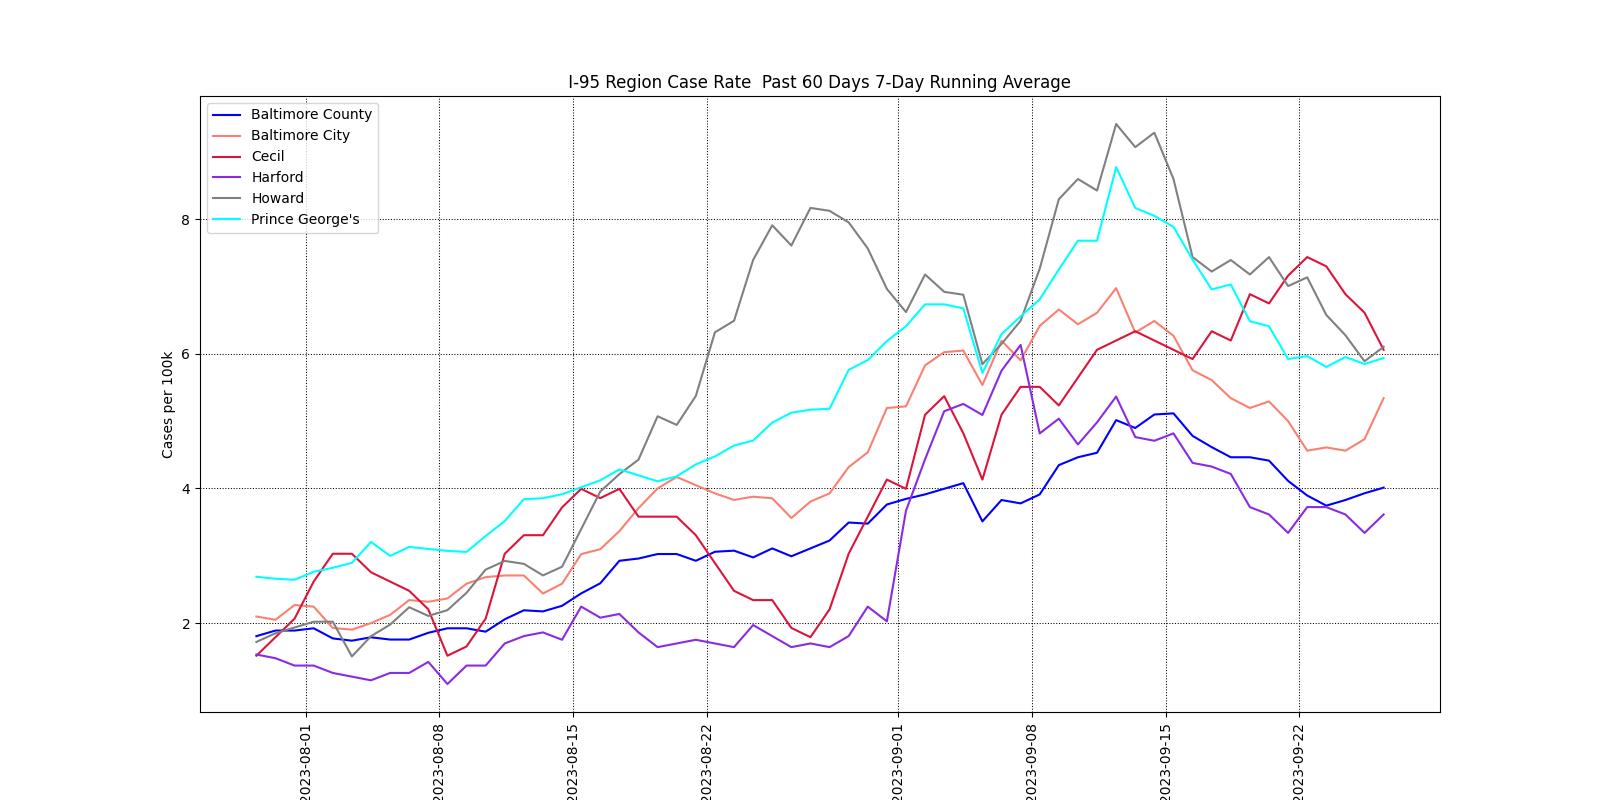 I-95 Region Case Rate  Past 60 Days 7-Day Running Average
Baltimore County
Baltimore City
Cecil
Harford
Howard
Prince George's
Cases per 100k
8
6
4
2
2023-08-01
2023-08-08
2023-08-15
2023-08-22
2023-09-01
2023-09-08
2023-09-15
2023-09-22